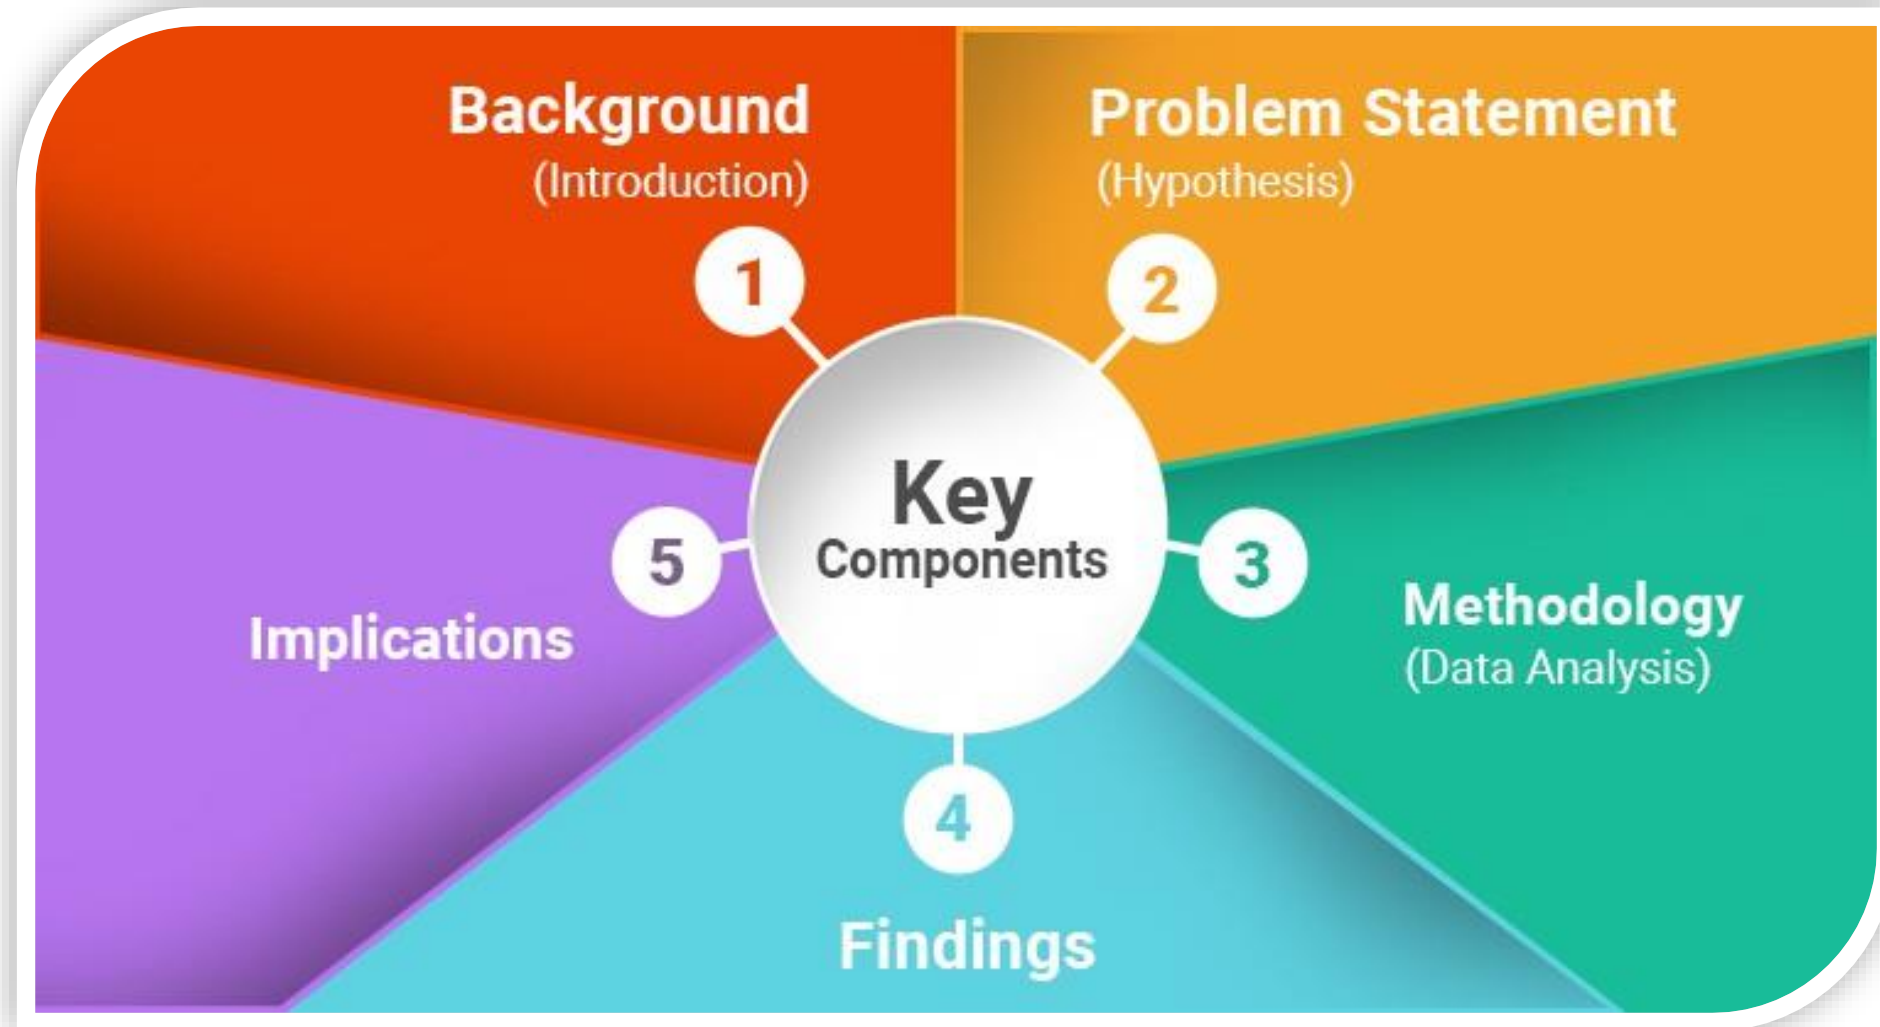 Background
(Introduction)
1
Problem Statement
(Hypothesis)
2
Key
Components
3
Methodology
(Data Analysis)
4
Findings
5
Implications